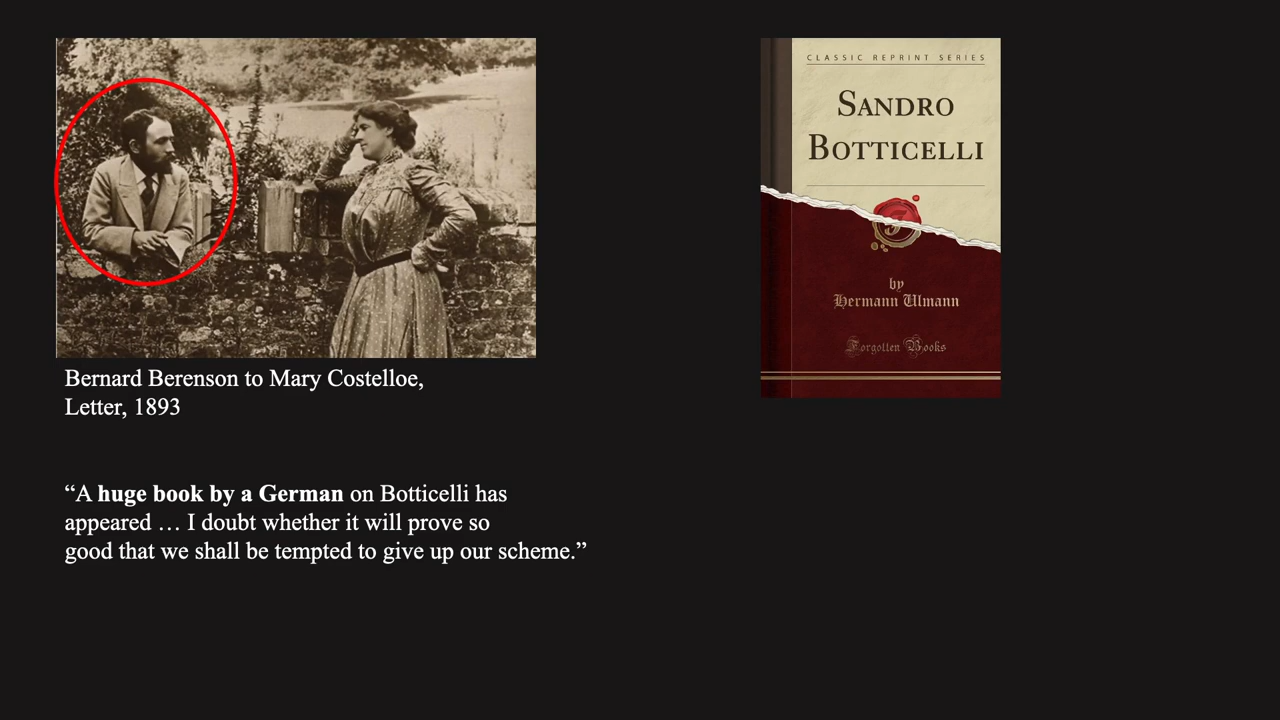 Bernard Berenson to Mary Costelloe,
Letter, 1893
“A huge book by a German on Botticelli has
appeared … I doubt whether it will prove so
good that we shall be tempted to give up our scheme.”
CLASSIC REPRINT SERIES
SANDRO
BOTTICELLI
by
Hermann Ulmann
Forgotten Books